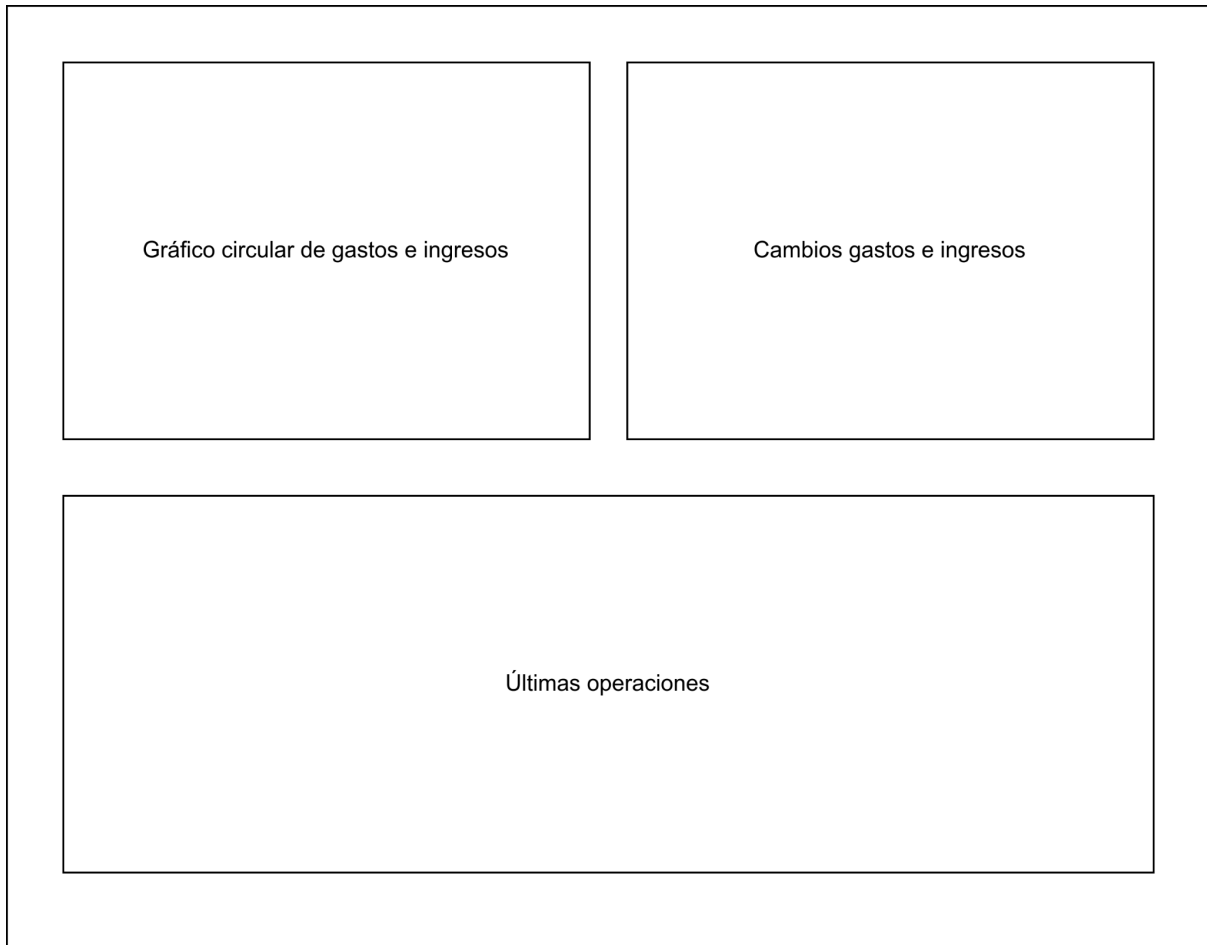 Gráfico circular de gastos e ingresos
Cambios gastos e ingresos
Últimas operaciones